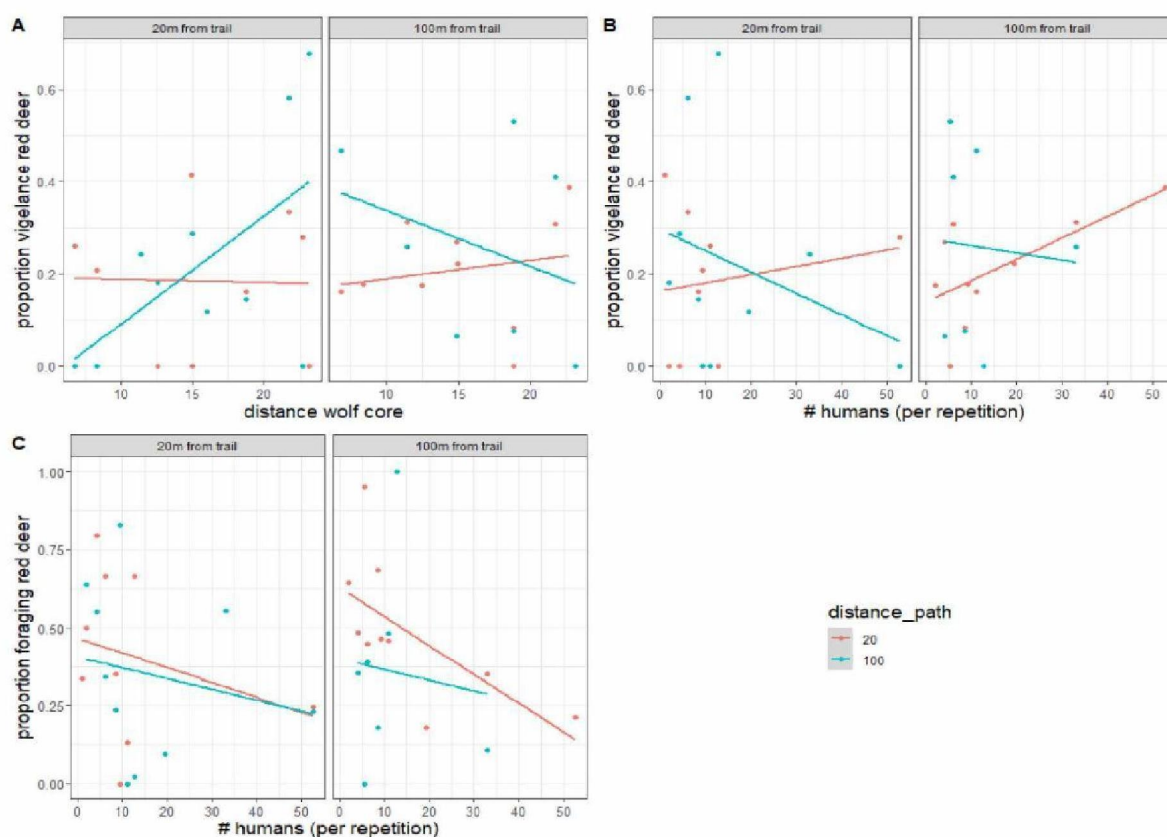 A
20m from trail
100m from trail
proportion vigelance red deer
0.6
0.4
0.2
0.0
10
15
20
10
15
20
distance wolf core
B
20m from trail
100m from trail
proportion vigelance red deer
0.6
0.4
0.2
0.0
0
10
20
30
40
50
0
10
20
30
40
50
# humans (per repetition)
C
20m from trail
100m from trail
proportion foraging red deer
1.00
0.75
0.50
0.25
0.00
0
10
20
30
40
50
0
10
20
30
40
50
# humans (per repetition)
distance_path
20
100